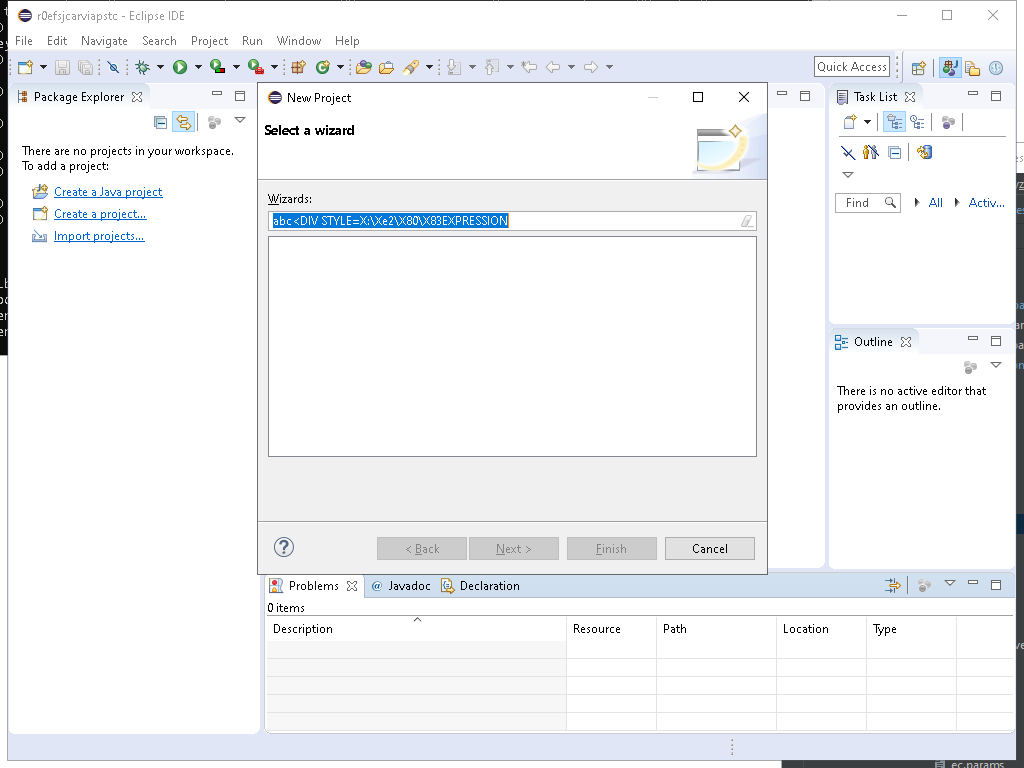 r0efsjcarviapstc - Eclipse IDE
File Edit Navigate Search Project Run Window Help
Quick Access
Package Explorer
There are no projects in your workspace.
To add a project:
Create a Java project
Create a project...
Import projects...
New Project
Select a wizard
Wizards:
abc<DIV STYLE=X:\Xe2\X80\X83EXPRESSION
< Back Next > Finish Cancel
Task List
Find All Activ...
Outline
There is no active editor that
provides an outline.
Problems @ Javadoc Declaration
0 items
Description Resource Path Location Type
ec.params